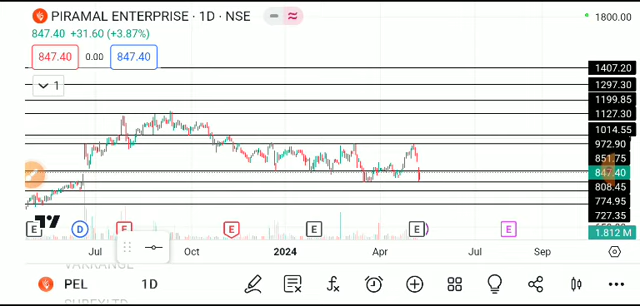 PIRAMAL ENTERPRISE · 1D · NSE
847.40 +31.60 (+3.87%)
847.40 0.00 847.40
1
1800.00
1407.20
1297.30
1199.85
1127.30
1014.55
972.90
851.75
847.40
808.45
774.95
727.35
1.812 M
E D E E E E E
Jul Oct 2024 Apr Jul Sep
PEL 1D